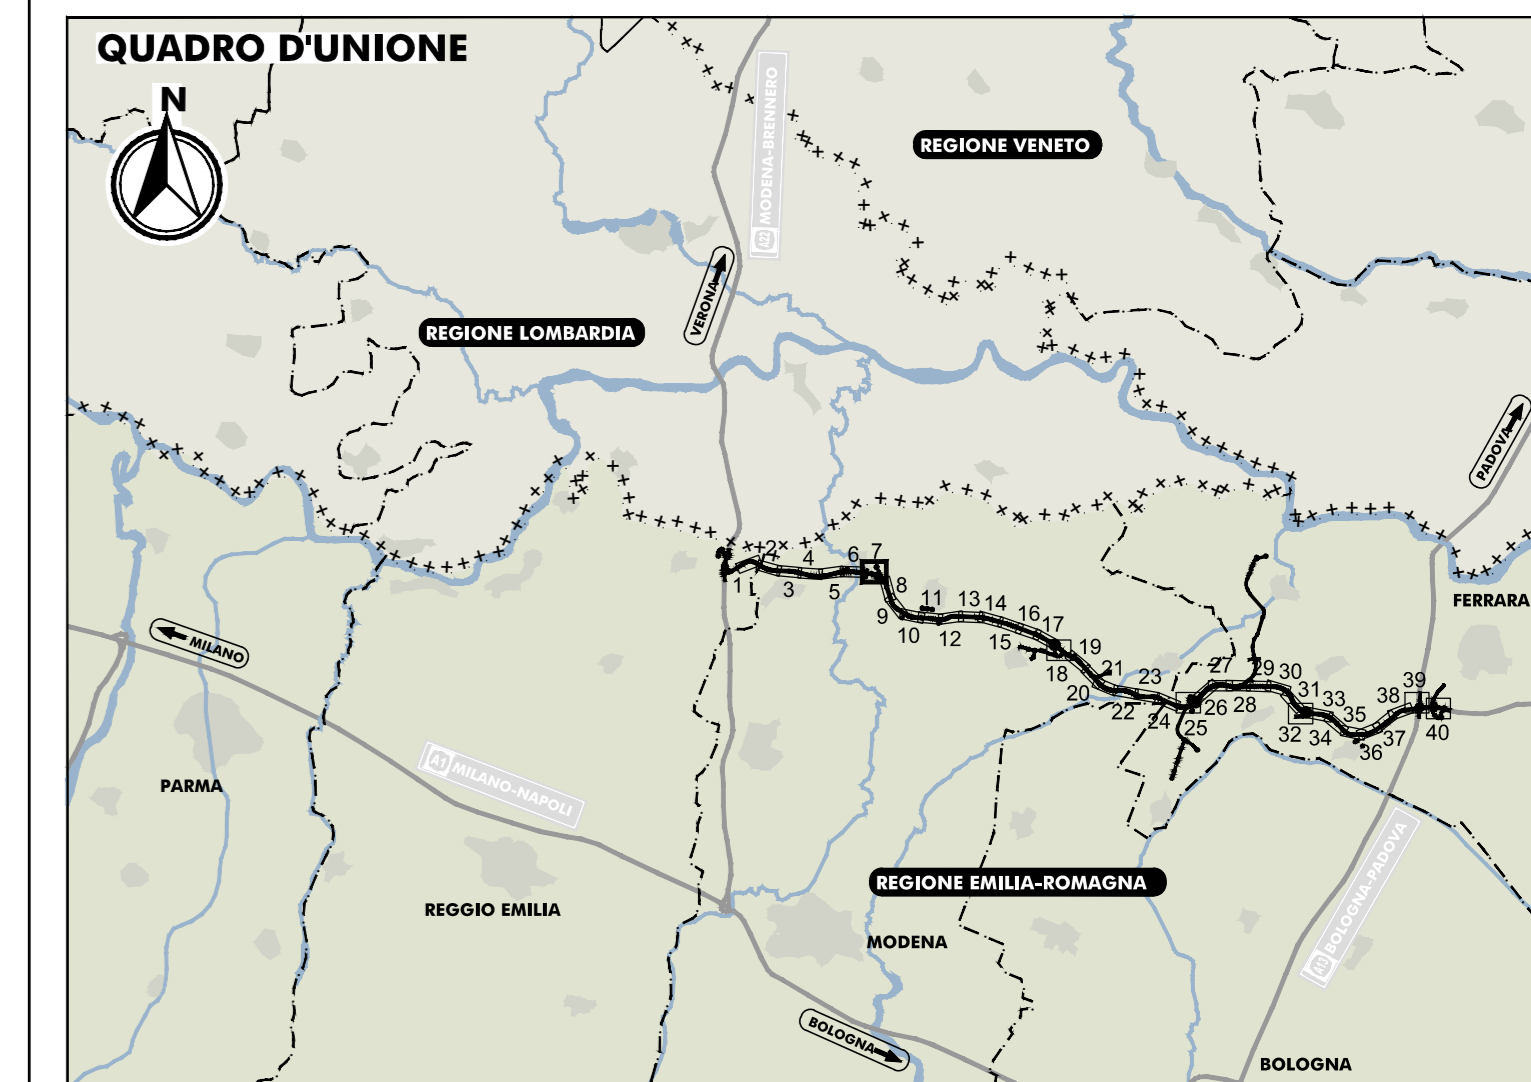 QUADRO D'UNIONE
N
A22 MODENA-BRENNERO
REGIONE VENETO
VERONA
REGIONE LOMBARDIA
PADOVA
1
2
3
4
5
6
7
8
9
10
11
12
13
14
15
16
17
18
19
20
21
22
23
24
25
26
27
28
29
30
31
32
33
34
35
36
37
38
39
40
FERRARA
MILANO
PARMA
A1 MILANO-NAPOLI
REGIONE EMILIA-ROMAGNA
A13 BOLOGNA-PADOVA
REGGIO EMILIA
MODENA
BOLOGNA
BOLOGNA